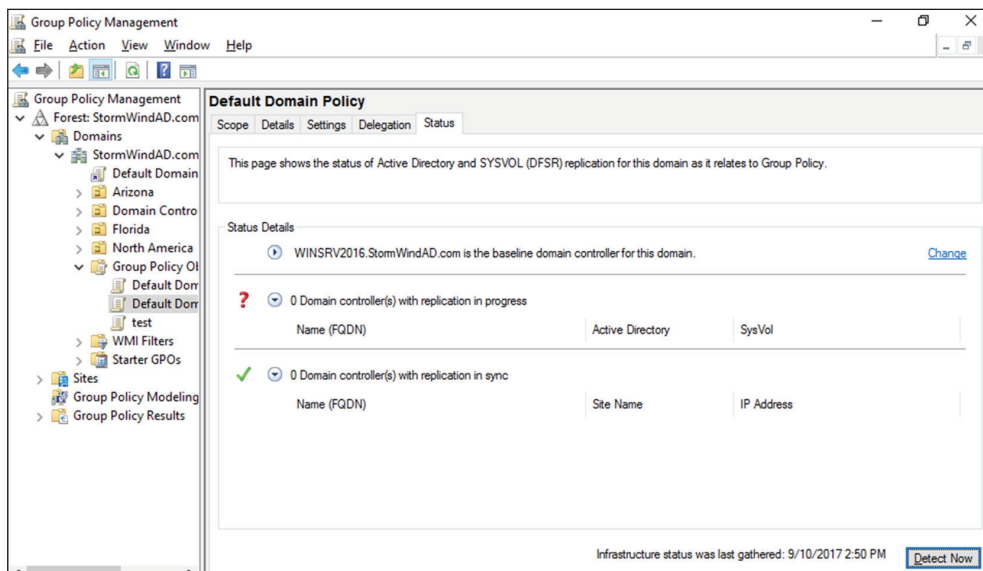 Group Policy Management
File Action View Window Help
Group Policy Management
Forest: StormWindAD.com
Domains
StormWindAD.com
Default Domain
Arizona
Domain Contro
Florida
North America
Group Policy Ol
Default Dom
Default Dom
test
WMI Filters
Starter GPOs
Sites
Group Policy Modeling
Group Policy Results
Default Domain Policy
Scope Details Settings Delegation Status
This page shows the status of Active Directory and SYSVOL (DFSR) replication for this domain as it relates to Group Policy.
Status Details
WINSRV2016.StormWindAD.com is the baseline domain controller for this domain. Change
0 Domain controller(s) with replication in progress
Name (FQDN) Active Directory SysVol
0 Domain controller(s) with replication in sync
Name (FQDN) Site Name IP Address
Infrastructure status was last gathered: 9/10/2017 2:50 PM Detect Now